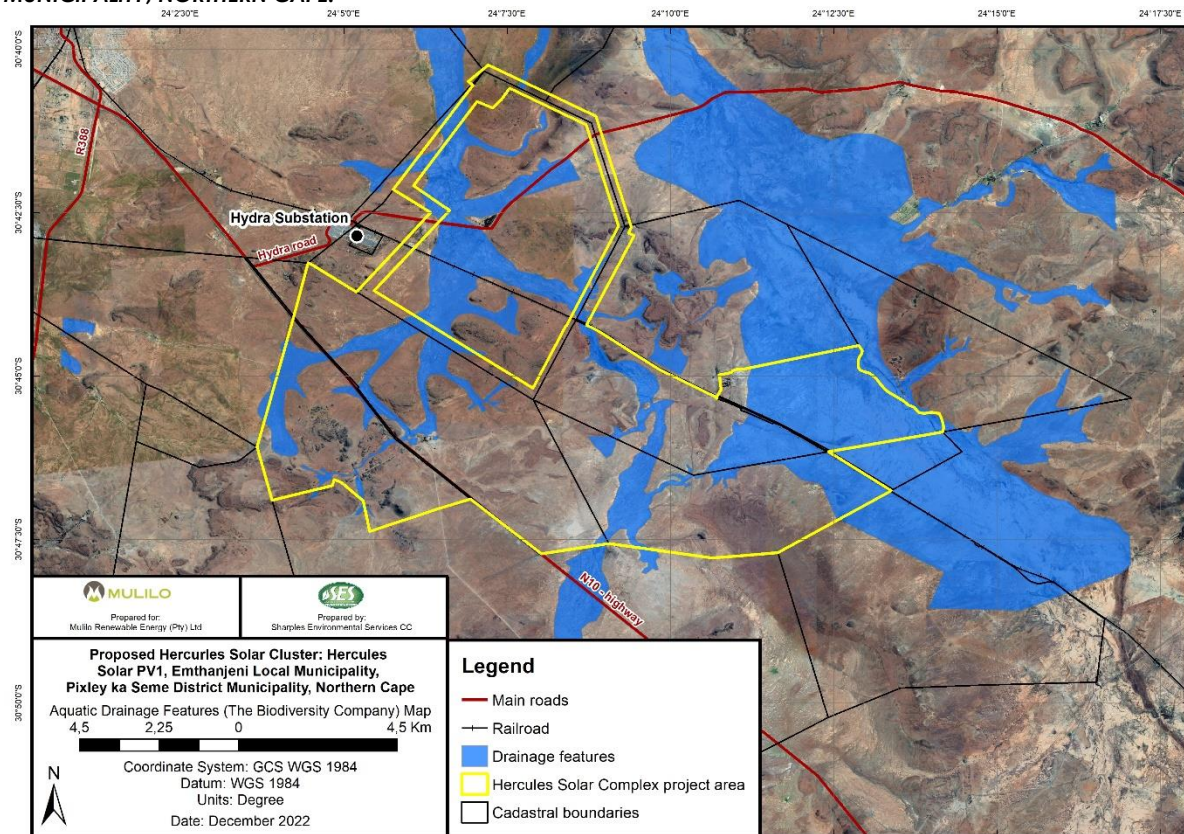 MUNICIPALITY, NORTHERN CAPE.
24°2'30"E 24°5'0"E 24°7'30"E 24°10'0"E 24°12'30"E 24°15'0"E 24°17'30"E
30°40'0"S
30°42'30"S
30°45'0"S
30°47'30"S
30°50'0"S
R388
Hydra Substation
Hydra road
N10 - highway
MULILO
Prepared for:
Mulilo Renewable Energy (Pty) Ltd
SES
Prepared by:
Sharples Environmental Services CC
Proposed Hercurles Solar Cluster: Hercules
Solar PV1, Emthanjeni Local Municipality,
Pixley ka Seme District Municipality, Northern Cape
Aquatic Drainage Features (The Biodiversity Company) Map
4,5 2,25 0 4,5 Km
N
Coordinate System: GCS WGS 1984
Datum: WGS 1984
Units: Degree
Date: December 2022
Legend
Main roads
Railroad
Drainage features
Hercules Solar Complex project area
Cadastral boundaries